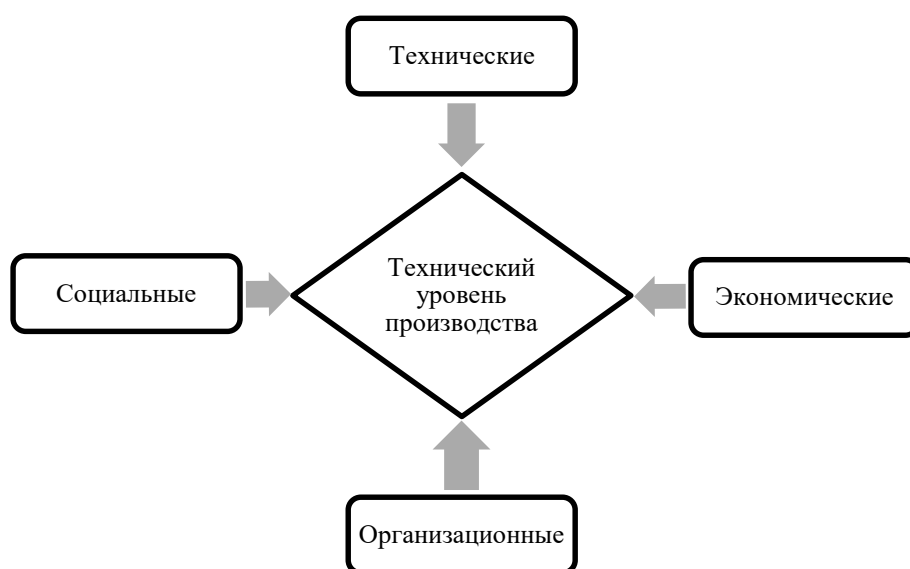 Технические
Социальные
Технический
уровень
производства
Экономические
Организационные